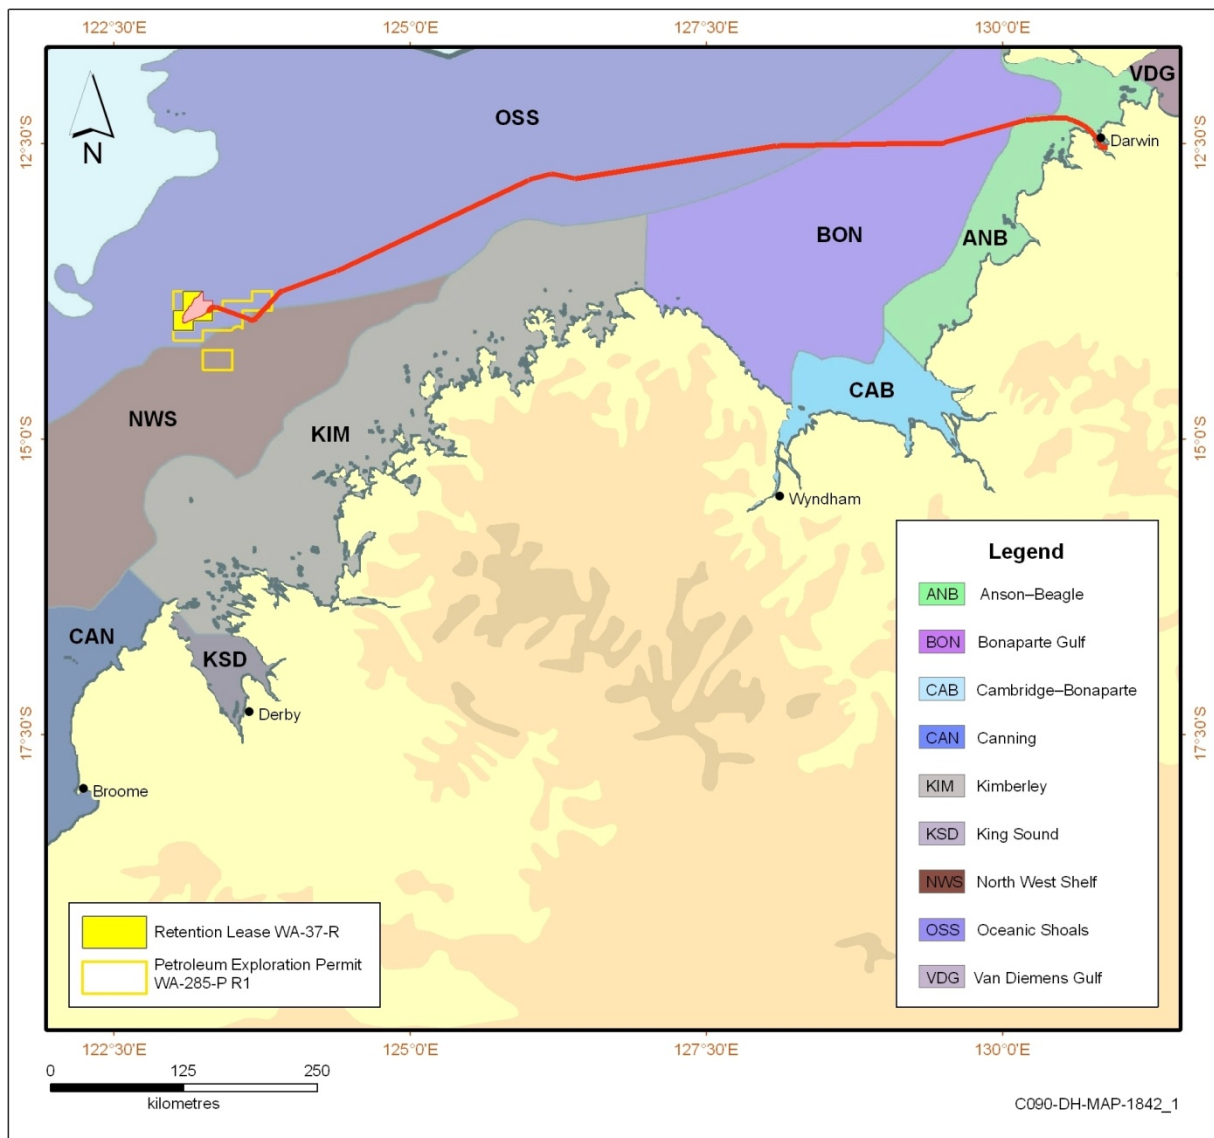 122°30'E 125°0'E 127°30'E 130°0'E
VDG
OSS
N
12°30'S
12°30'S
Darwin
BON
ANB
NWS
CAB
KIM
15°0'S
15°0'S
Wyndham
Legend
ANB Anson–Beagle
BON Bonaparte Gulf
CAB Cambridge–Bonaparte
CAN Canning
KIM Kimberley
KSD King Sound
NWS North West Shelf
OSS Oceanic Shoals
VDG Van Diemens Gulf
CAN
KSD
Derby
17°30'S
17°30'S
Broome
Retention Lease WA-37-R
Petroleum Exploration Permit
WA-285-P R1
122°30'E 125°0'E 127°30'E 130°0'E
0 125 250
kilometres
C090-DH-MAP-1842_1